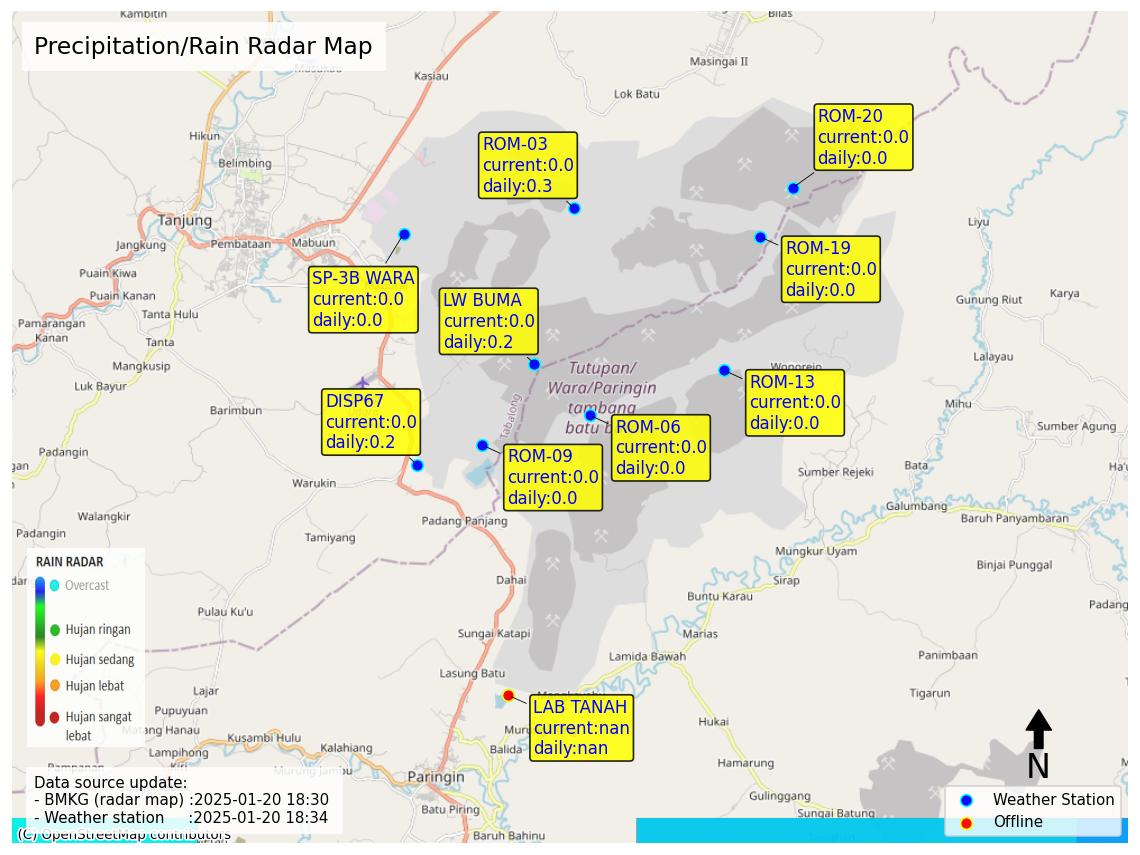 Kambitin
Bilas
Precipitation/Rain Radar Map
Masukau
Kasiau
Masingai II
Lok Batu
ROM-20
current:0.0
daily:0.0
Hikun
ROM-03
current:0.0
daily:0.3
Belimbing
Tanjung
Liyu
Jangkung
Pembataan
Mabuun
ROM-19
current:0.0
daily:0.0
Puain Kiwa
SP-3B WARA
current:0.0
daily:0.0
Puain Kanan
LW BUMA
current:0.0
daily:0.2
Gunung Riut
Karya
Tanta Hulu
Pamarangan
Kanan
Tanta
Lalayau
Mangkusip
Tutupan/
Wara/Paringin
tambang
batu b
Wonorejo
Luk Bayur
ROM-13
current:0.0
daily:0.0
DISP67
current:0.0
daily:0.2
Tabalong
Barimbun
Mihu
ROM-06
current:0.0
daily:0.0
Sumber Agung
Padangin
ROM-09
current:0.0
daily:0.0
gan
Bata
Sumber Rejeki
Warukin
Galumbang
Walangkir
Padang Panjang
Baruh Panyambaran
Padangin
Tamiyang
Mungkur Uyam
RAIN RADAR
Overcast
Hujan ringan
Hujan sedang
Hujan lebat
Hujan sangat
lebat
Binjai Punggal
Dahai
Sirap
Buntu Karau
Padang
Pulau Ku'u
Sungai Katapi
Marias
Lamida Bawah
Panimbaan
Lasung Batu
Lajar
Tigarun
LAB TANAH
current:nan
daily:nan
Pupuyuan
Hukai
Matang Hanau
Kusambi Hulu
Kalahiang
Balida
Lampihong
Hamarung
N
Murung Jambu
Paringin
Data source update:
- BMKG (radar map) :2025-01-20 18:30
- Weather station :2025-01-20 18:34
Gulinggang
Batu Piring
Sungai Batung
Weather Station
Offline
(C) OpenStreetMap contributors
Baruh Bahinu